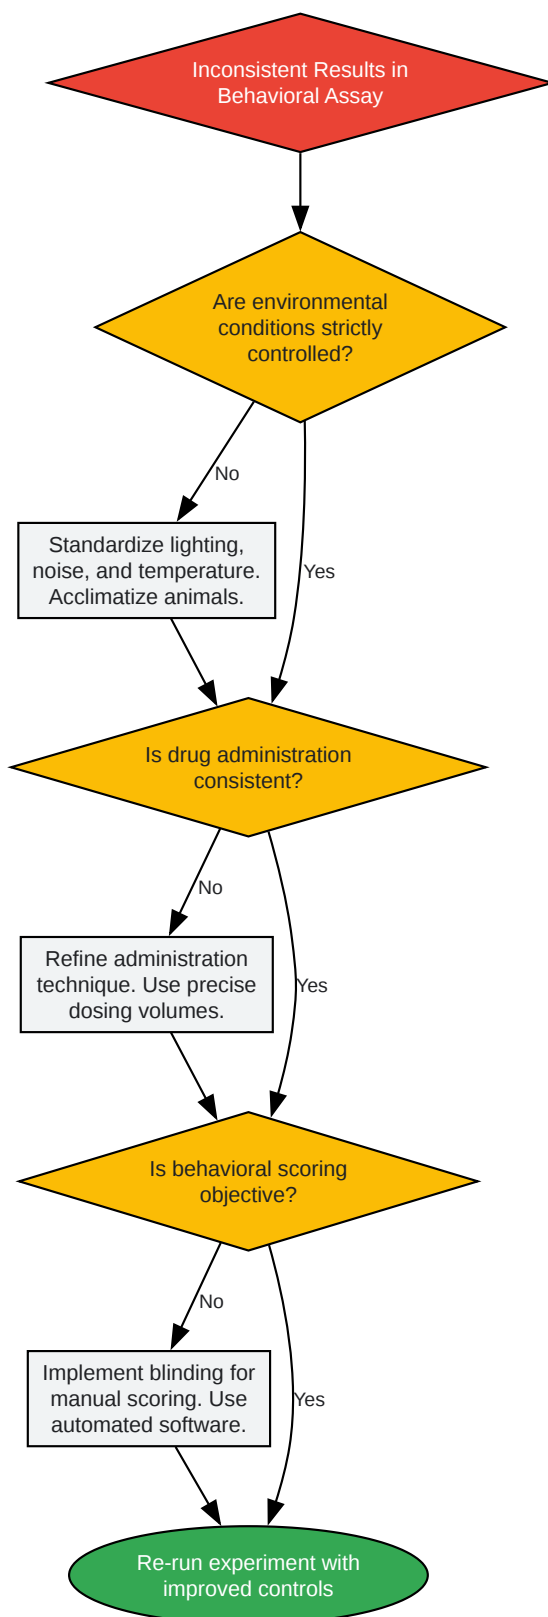 Inconsistent Results in
Behavioral Assay
Are environmental
conditions strictly
controlled?
No
Standardize lighting,
noise, and temperature.
Acclimatize animals.
Yes
Is drug administration
consistent?
No
Refine administration
technique. Use precise
dosing volumes.
Yes
Is behavioral scoring
objective?
No
Implement blinding for
manual scoring. Use
automated software.
Yes
Re-run experiment with
improved controls